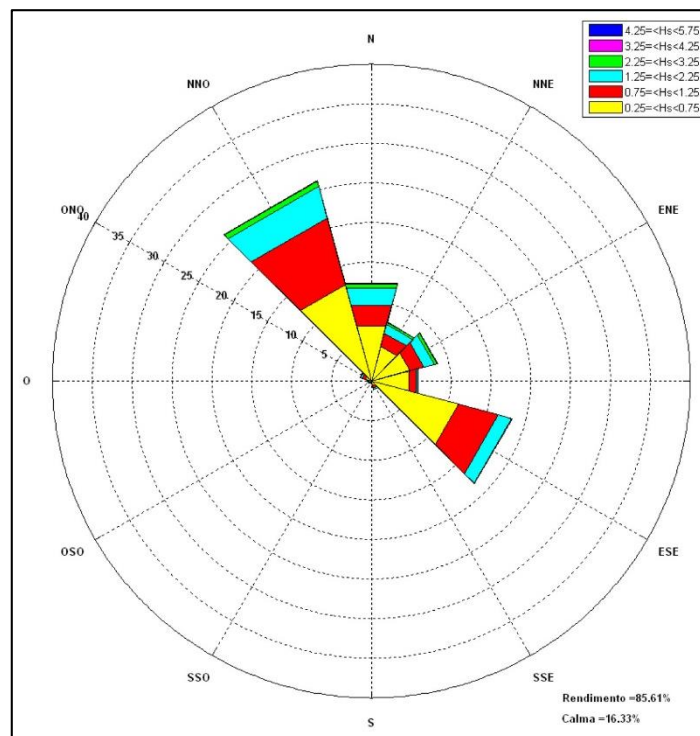 4.25=<Hs<5.75
3.25=<Hs<4.25
2.25=<Hs<3.25
1.25=<Hs<2.25
0.75=<Hs<1.25
0.25=<Hs<0.75
N
NNO
NNE
ONO
ENE
40
35
30
25
20
15
10
5
O
OSO
ESE
SSO
SSE
S
Rendimento =85.61%
Calma =16.33%